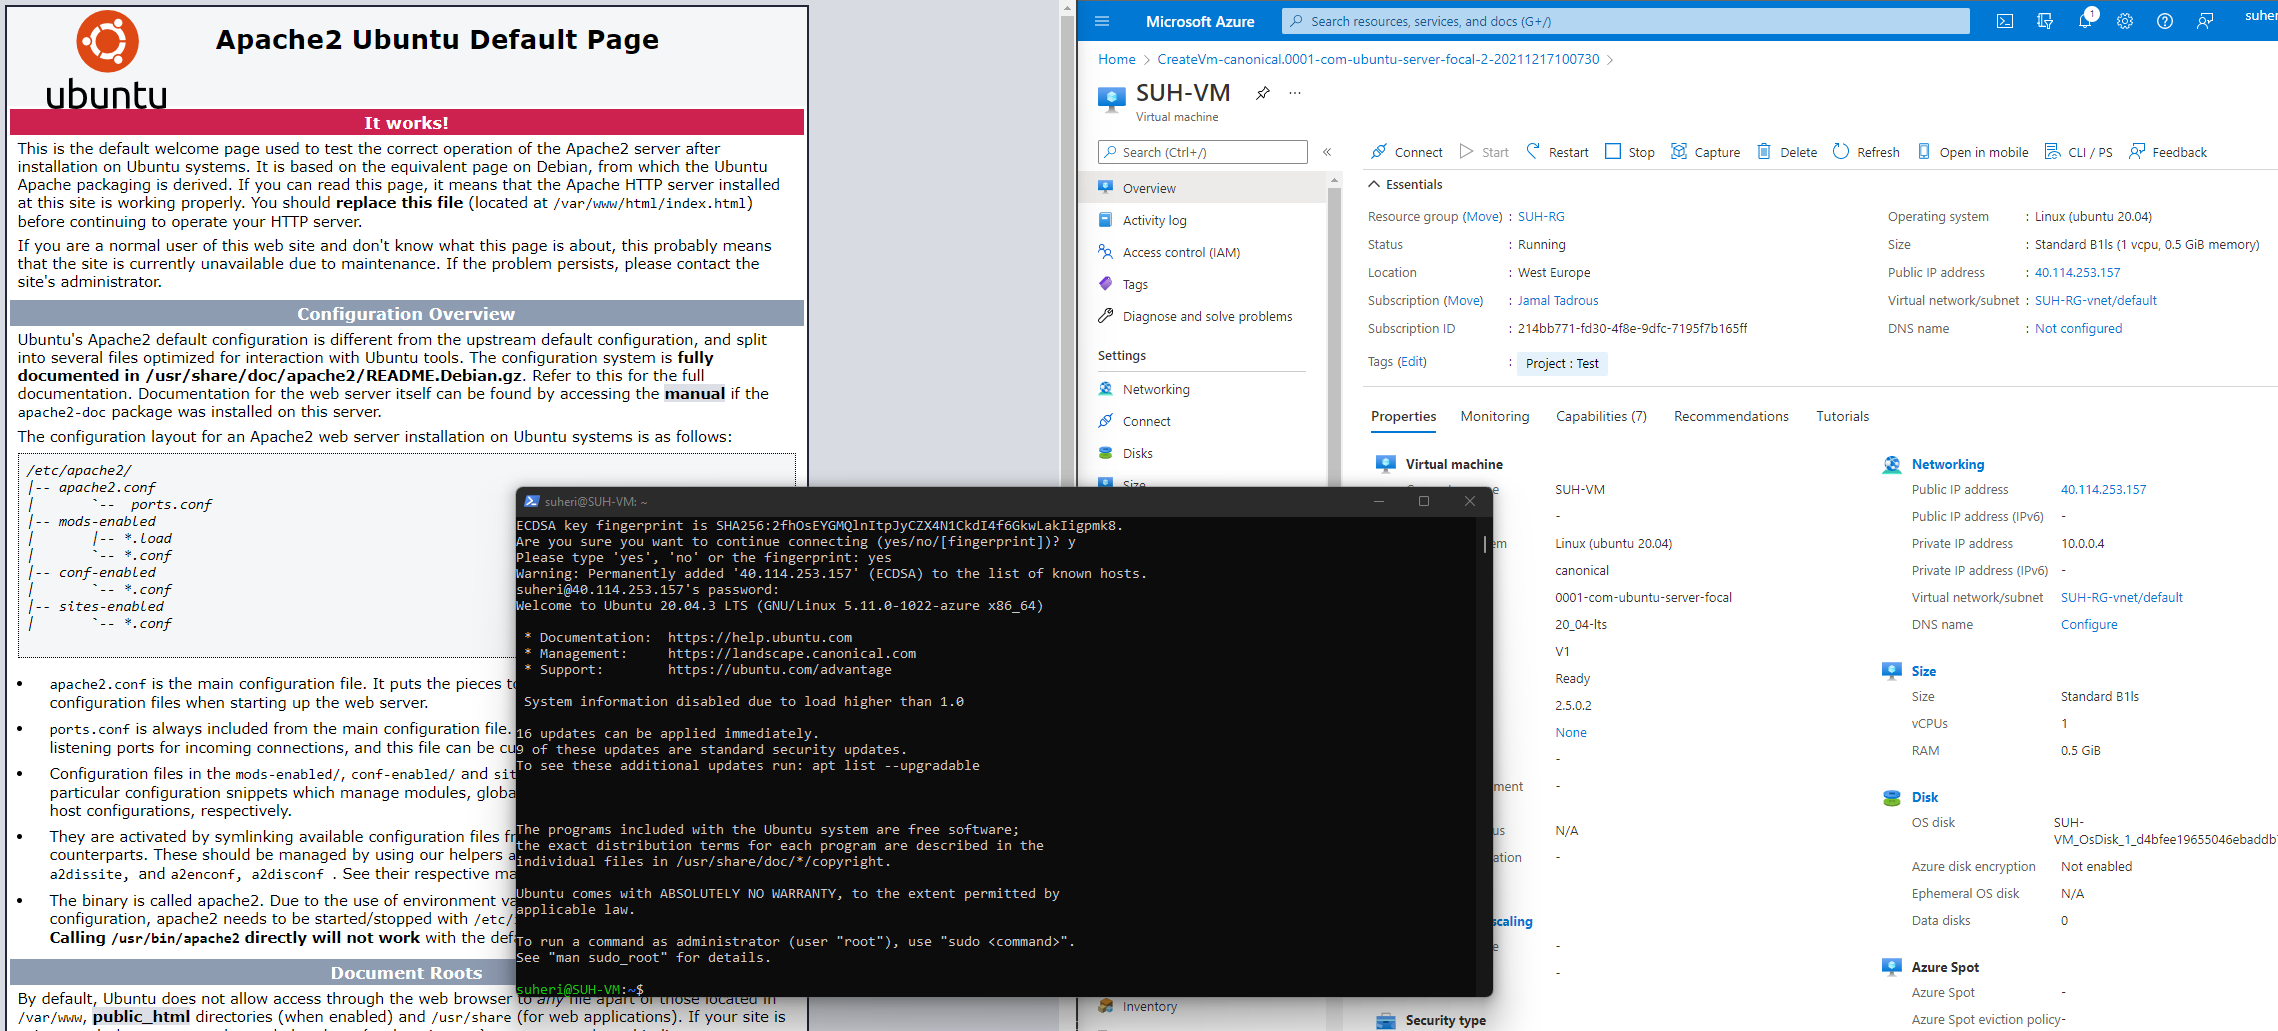 Apache2 Ubuntu Default Page
ubuntu
It works!
This is the default welcome page used to test the correct operation of the Apache2 server after
installation on Ubuntu systems. It is based on the equivalent page on Debian, from which the Ubuntu
Apache packaging is derived. If you can read this page, it means that the Apache HTTP server installed
at this site is working properly. You should replace this file (located at /var/www/html/index.html)
before continuing to operate your HTTP server.
If you are a normal user of this web site and don't know what this page is about, this probably means
that the site is currently unavailable due to maintenance. If the problem persists, please contact the
site's administrator.
Configuration Overview
Ubuntu's Apache2 default configuration is different from the upstream default configuration, and split
into several files optimized for interaction with Ubuntu tools. The configuration system is fully
documented in /usr/share/doc/apache2/README.Debian.gz. Refer to this for the full
documentation. Documentation for the web server itself can be found by accessing the manual if the
apache2-doc package was installed on this server.
The configuration layout for an Apache2 web server installation on Ubuntu systems is as follows:
/etc/apache2/
|-- apache2.conf
|       `--  ports.conf
|-- mods-enabled
|       |-- *.load
|       `-- *.conf
|-- conf-enabled
|       `-- *.conf
|-- sites-enabled
|       `-- *.conf
• apache2.conf is the main configuration file. It puts the pieces
configuration files when starting up the web server.
• ports.conf is always included from the main configuration file.
listening ports for incoming connections, and this file can be
• Configuration files in the mods-enabled/, conf-enabled/ and
particular configuration snippets which manage modules,
host configurations, respectively.
• They are activated by symlinking available configuration files
counterparts. These should be managed by using our helpers
a2dissite, and a2enconf, a2disconf . See their respective
• The binary is called apache2. Due to the use of environment
configuration, apache2 needs to be started/stopped with /etc/
Calling /usr/bin/apache2 directly will not work with the
Document Roots
By default, Ubuntu does not allow access through the web browser to any file apart of those located in
/var/www, public_html directories (when enabled) and /usr/share (for web applications). If your site is
suheri@SUH-VM: ~
ECDSA key fingerprint is SHA256:2fhOsEYGMQlnItpJyCZX4N1CkdI4f6GkwLakIigpmk8.
Are you sure you want to continue connecting (yes/no/[fingerprint])? y
Please type 'yes', 'no' or the fingerprint: yes
Warning: Permanently added '40.114.253.157' (ECDSA) to the list of known hosts.
suheri@40.114.253.157's password:
Welcome to Ubuntu 20.04.3 LTS (GNU/Linux 5.11.0-1022-azure x86_64)
* Documentation:  https://help.ubuntu.com
* Management:     https://landscape.canonical.com
* Support:        https://ubuntu.com/advantage
System information disabled due to load higher than 1.0
16 updates can be applied immediately.
9 of these updates are standard security updates.
To see these additional updates run: apt list --upgradable
The programs included with the Ubuntu system are free software;
the exact distribution terms for each program are described in the
individual files in /usr/share/doc/*/copyright.
Ubuntu comes with ABSOLUTELY NO WARRANTY, to the extent permitted by
applicable law.
To run a command as administrator (user "root"), use "sudo <command>".
See "man sudo_root" for details.
suheri@SUH-VM:~$
Microsoft Azure
Search resources, services, and docs (G+/)
1
suher
Home > CreateVm-canonical.0001-com-ubuntu-server-focal-2-20211217100730 >
SUH-VM
...
Virtual machine
Search (Ctrl+/)
«
Connect
Start
Restart
Stop
Capture
Delete
Refresh
Open in mobile
CLI / PS
Feedback
Overview
Activity log
Access control (IAM)
Tags
Diagnose and solve problems
Settings
Networking
Connect
Disks
Size
Inventory
Essentials
Resource group (Move) : SUH-RG
Status : Running
Location : West Europe
Subscription (Move) : Jamal Tadrous
Subscription ID : 214bb771-fd30-4f8e-9dfc-7195f7b165ff
Tags (Edit) : Project : Test
Operating system : Linux (ubuntu 20.04)
Size : Standard B1ls (1 vcpu, 0.5 GiB memory)
Public IP address : 40.114.253.157
Virtual network/subnet : SUH-RG-vnet/default
DNS name : Not configured
Properties
Monitoring
Capabilities (7)
Recommendations
Tutorials
Virtual machine
SUH-VM
-
Linux (ubuntu 20.04)
canonical
0001-com-ubuntu-server-focal
20_04-lts
V1
Ready
2.5.0.2
None
-
-
N/A
-
-
-
Security type
Networking
Public IP address 40.114.253.157
Public IP address (IPv6) -
Private IP address 10.0.0.4
Private IP address (IPv6) -
Virtual network/subnet SUH-RG-vnet/default
DNS name Configure
Size
Size Standard B1ls
vCPUs 1
RAM 0.5 GiB
Disk
OS disk SUH-
VM_OsDisk_1_d4bfee19655046ebaddb
Azure disk encryption Not enabled
Ephemeral OS disk N/A
Data disks 0
Azure Spot
Azure Spot -
Azure Spot eviction policy-